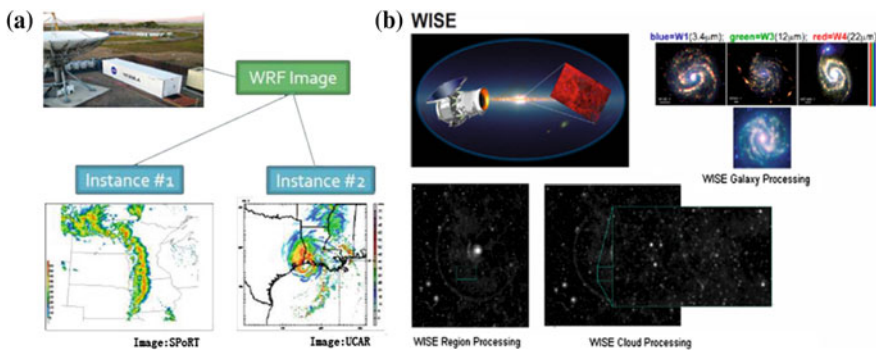 (a)
WRF Image
Instance #1
Instance #2
Image:SPoRT
Image:UCAR
(b)
WISE
blue=W1(3.4μm); green=W3(12μm); red=W4(22μm)
WISE Galaxy Processing
WISE Region Processing
WISE Cloud Processing